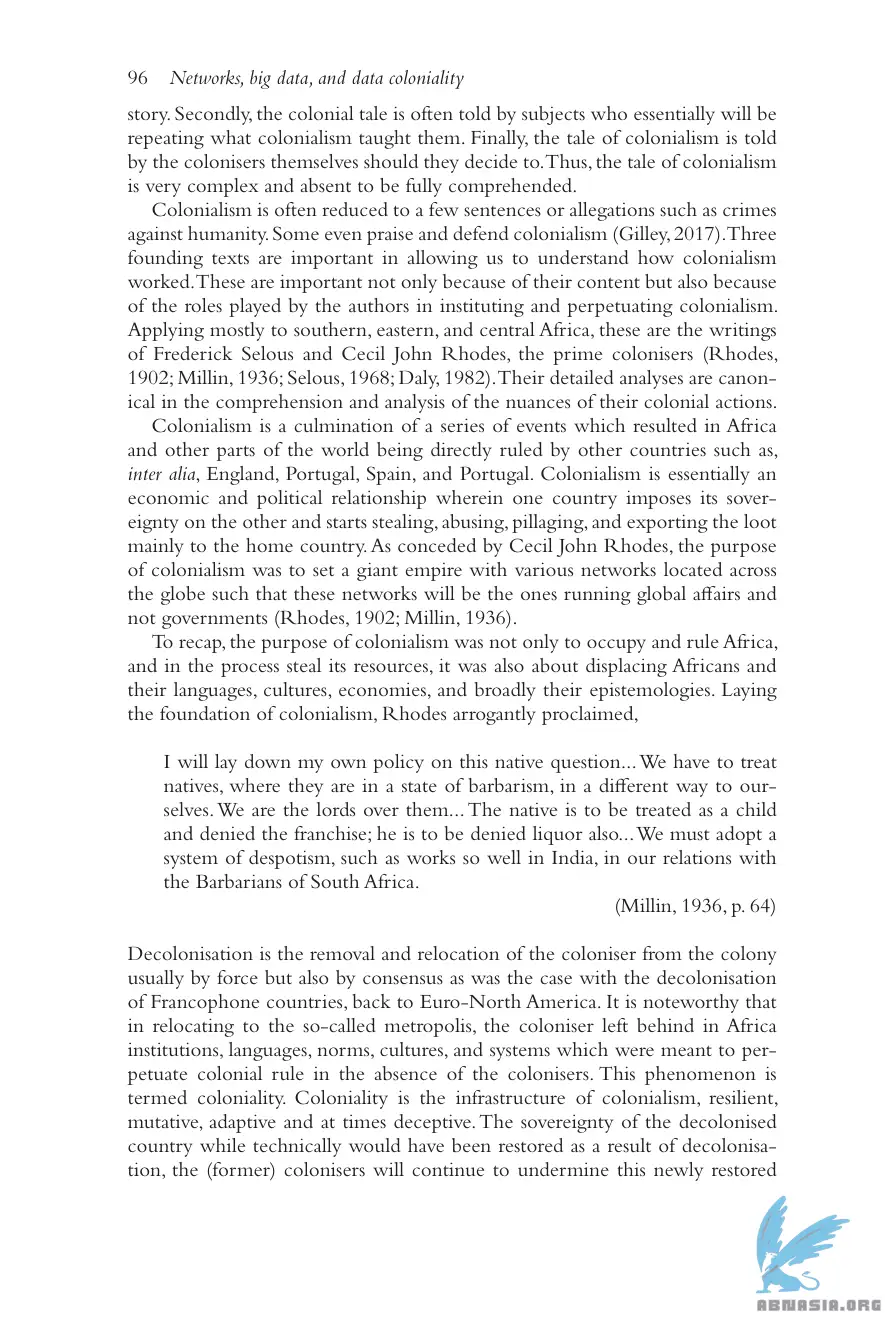 96 Networks, big data, and data coloniality
story. Secondly, the colonial tale is often told by subjects who essentially will be
repeating what colonialism taught them. Finally, the tale of colonialism is told
by the colonisers themselves should they decide to. Thus, the tale of colonialism
is very complex and absent to be fully comprehended.
Colonialism is often reduced to a few sentences or allegations such as crimes
against humanity. Some even praise and defend colonialism (Gilley, 2017). Three
founding texts are important in allowing us to understand how colonialism
worked. These are important not only because of their content but also because
of the roles played by the authors in instituting and perpetuating colonialism.
Applying mostly to southern, eastern, and central Africa, these are the writings
of Frederick Selous and Cecil John Rhodes, the prime colonisers (Rhodes,
1902; Millin, 1936; Selous, 1968; Daly, 1982). Their detailed analyses are canon-
ical in the comprehension and analysis of the nuances of their colonial actions.
Colonialism is a culmination of a series of events which resulted in Africa
and other parts of the world being directly ruled by other countries such as,
inter alia, England, Portugal, Spain, and Portugal. Colonialism is essentially an
economic and political relationship wherein one country imposes its sover-
eignty on the other and starts stealing, abusing, pillaging, and exporting the loot
mainly to the home country. As conceded by Cecil John Rhodes, the purpose
of colonialism was to set a giant empire with various networks located across
the globe such that these networks will be the ones running global affairs and
not governments (Rhodes, 1902; Millin, 1936).
To recap, the purpose of colonialism was not only to occupy and rule Africa,
and in the process steal its resources, it was also about displacing Africans and
their languages, cultures, economies, and broadly their epistemologies. Laying
the foundation of colonialism, Rhodes arrogantly proclaimed,
I will lay down my own policy on this native question... We have to treat
natives, where they are in a state of barbarism, in a different way to our-
selves. We are the lords over them... The native is to be treated as a child
and denied the franchise; he is to be denied liquor also... We must adopt a
system of despotism, such as works so well in India, in our relations with
the Barbarians of South Africa.
(Millin, 1936, p. 64)
Decolonisation is the removal and relocation of the coloniser from the colony
usually by force but also by consensus as was the case with the decolonisation
of Francophone countries, back to Euro-North America. It is noteworthy that
in relocating to the so-called metropolis, the coloniser left behind in Africa
institutions, languages, norms, cultures, and systems which were meant to per-
petuate colonial rule in the absence of the colonisers. This phenomenon is
termed coloniality. Coloniality is the infrastructure of colonialism, resilient,
mutative, adaptive and at times deceptive. The sovereignty of the decolonised
country while technically would have been restored as a result of decolonisa-
tion, the (former) colonisers will continue to undermine this newly restored
ABNASIA.ORG